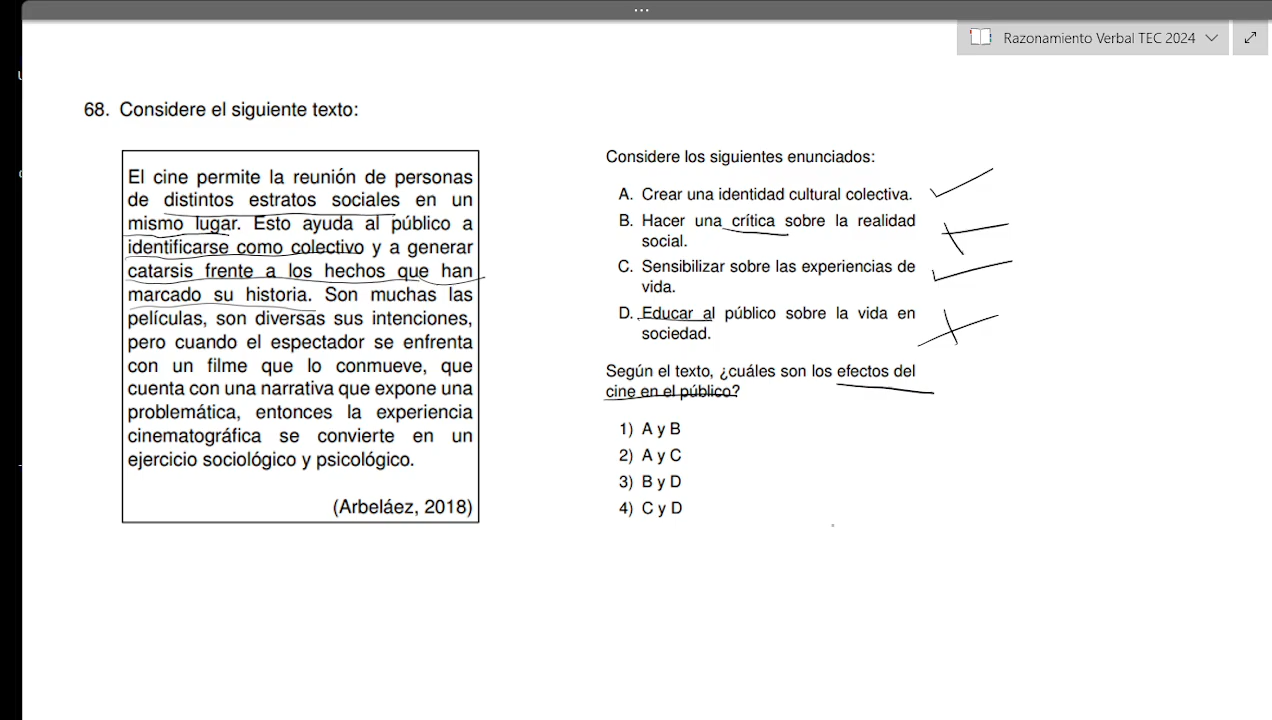 ...
Razonamiento Verbal TEC 2024
68. Considere el siguiente texto:
El cine permite la reunión de personas
de distintos estratos sociales en un
mismo lugar. Esto ayuda al público a
identificarse como colectivo y a generar
catarsis frente a los hechos que han
marcado su historia. Son muchas las
películas, son diversas sus intenciones,
pero cuando el espectador se enfrenta
con un filme que lo conmueve, que
cuenta con una narrativa que expone una
problemática, entonces la experiencia
cinematográfica se convierte en un
ejercicio sociológico y psicológico.
(Arbeláez, 2018)
Considere los siguientes enunciados:
A. Crear una identidad cultural colectiva.
B. Hacer una crítica sobre la realidad
social.
C. Sensibilizar sobre las experiencias de
vida.
D. Educar al público sobre la vida en
sociedad.
Según el texto, ¿cuáles son los efectos del
cine en el público?
1) A y B
2) A y C
3) B y D
4) C y D